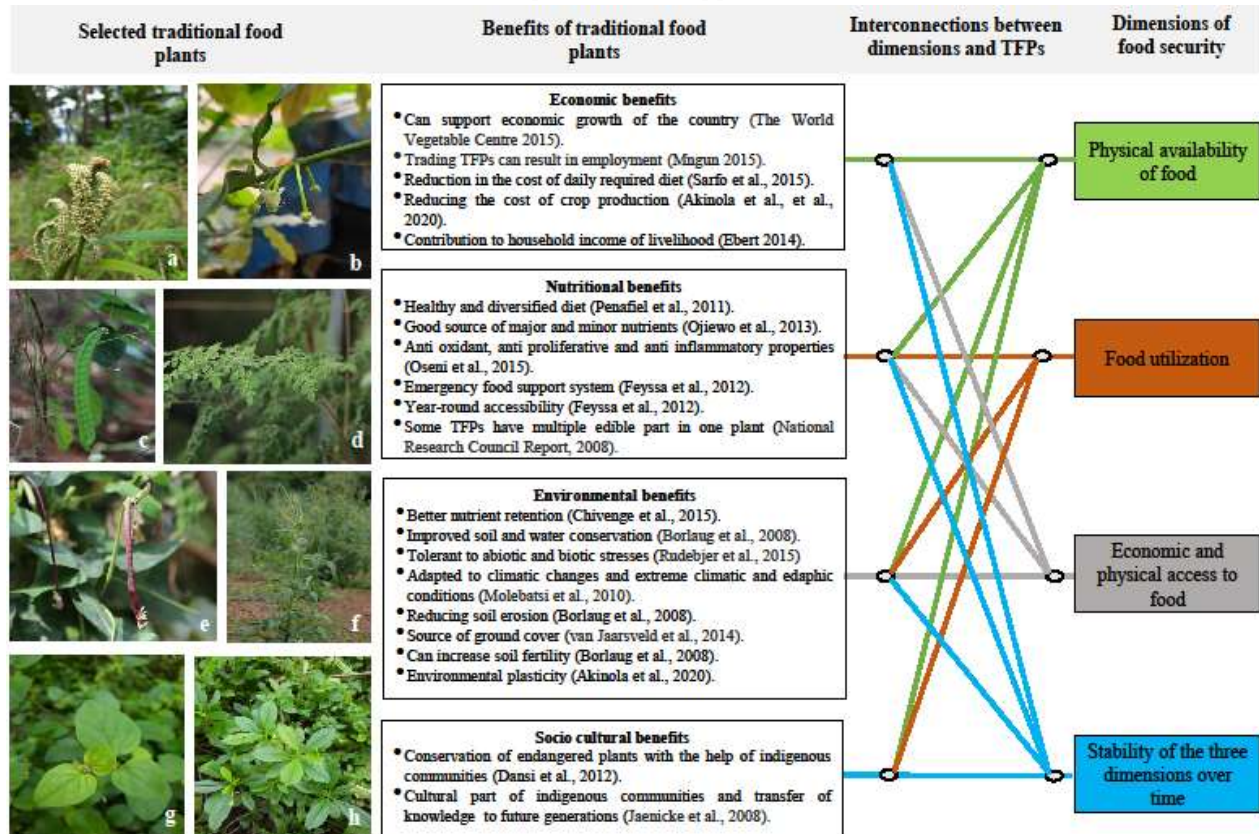 Selected traditional food
plants
Benefits of traditional food
plants
Interconnections between
dimensions and TFPs
Dimensions of
food security
a
b
c
d
e
f
g
h
Economic benefits
• Can support economic growth of the country (The World
Vegetable Centre 2015).
• Trading TFPs can result in employment (Mngun 2015).
• Reduction in the cost of daily required diet (Sarfo et al., 2015).
• Reducing the cost of crop production (Akinola et al., et al.,
2020).
• Contribution to household income of livelihood (Ebert 2014).
Nutritional benefits
• Healthy and diversified diet (Penafiel et al., 2011).
• Good source of major and minor nutrients (Ojiewo et al., 2013).
• Anti oxidant, anti proliferative and anti inflammatory properties
(Oseni et al., 2015).
• Emergency food support system (Feyssa et al., 2012).
• Year-round accessibility (Feyssa et al., 2012).
• Some TFPs have multiple edible part in one plant (National
Research Council Report, 2008).
Environmental benefits
• Better nutrient retention (Chivenge et al., 2015).
• Improved soil and water conservation (Borlaug et al., 2008).
• Tolerant to abiotic and biotic stresses (Rudebjer et al., 2015)
• Adapted to climatic changes and extreme climatic and edaphic
conditions (Molebatsi et al., 2010).
• Reducing soil erosion (Borlaug et al., 2008).
• Source of ground cover (van Jaarsveld et al., 2014).
• Can increase soil fertility (Borlaug et al., 2008).
• Environmental plasticity (Akinola et al., 2020).
Socio cultural benefits
• Conservation of endangered plants with the help of indigenous
communities (Dansi et al., 2012).
• Cultural part of indigenous communities and transfer of
knowledge to future generations (Jaenicke et al., 2008).
Physical availability
of food
Food utilization
Economic and
physical access to
food
Stability of the three
dimensions over
time